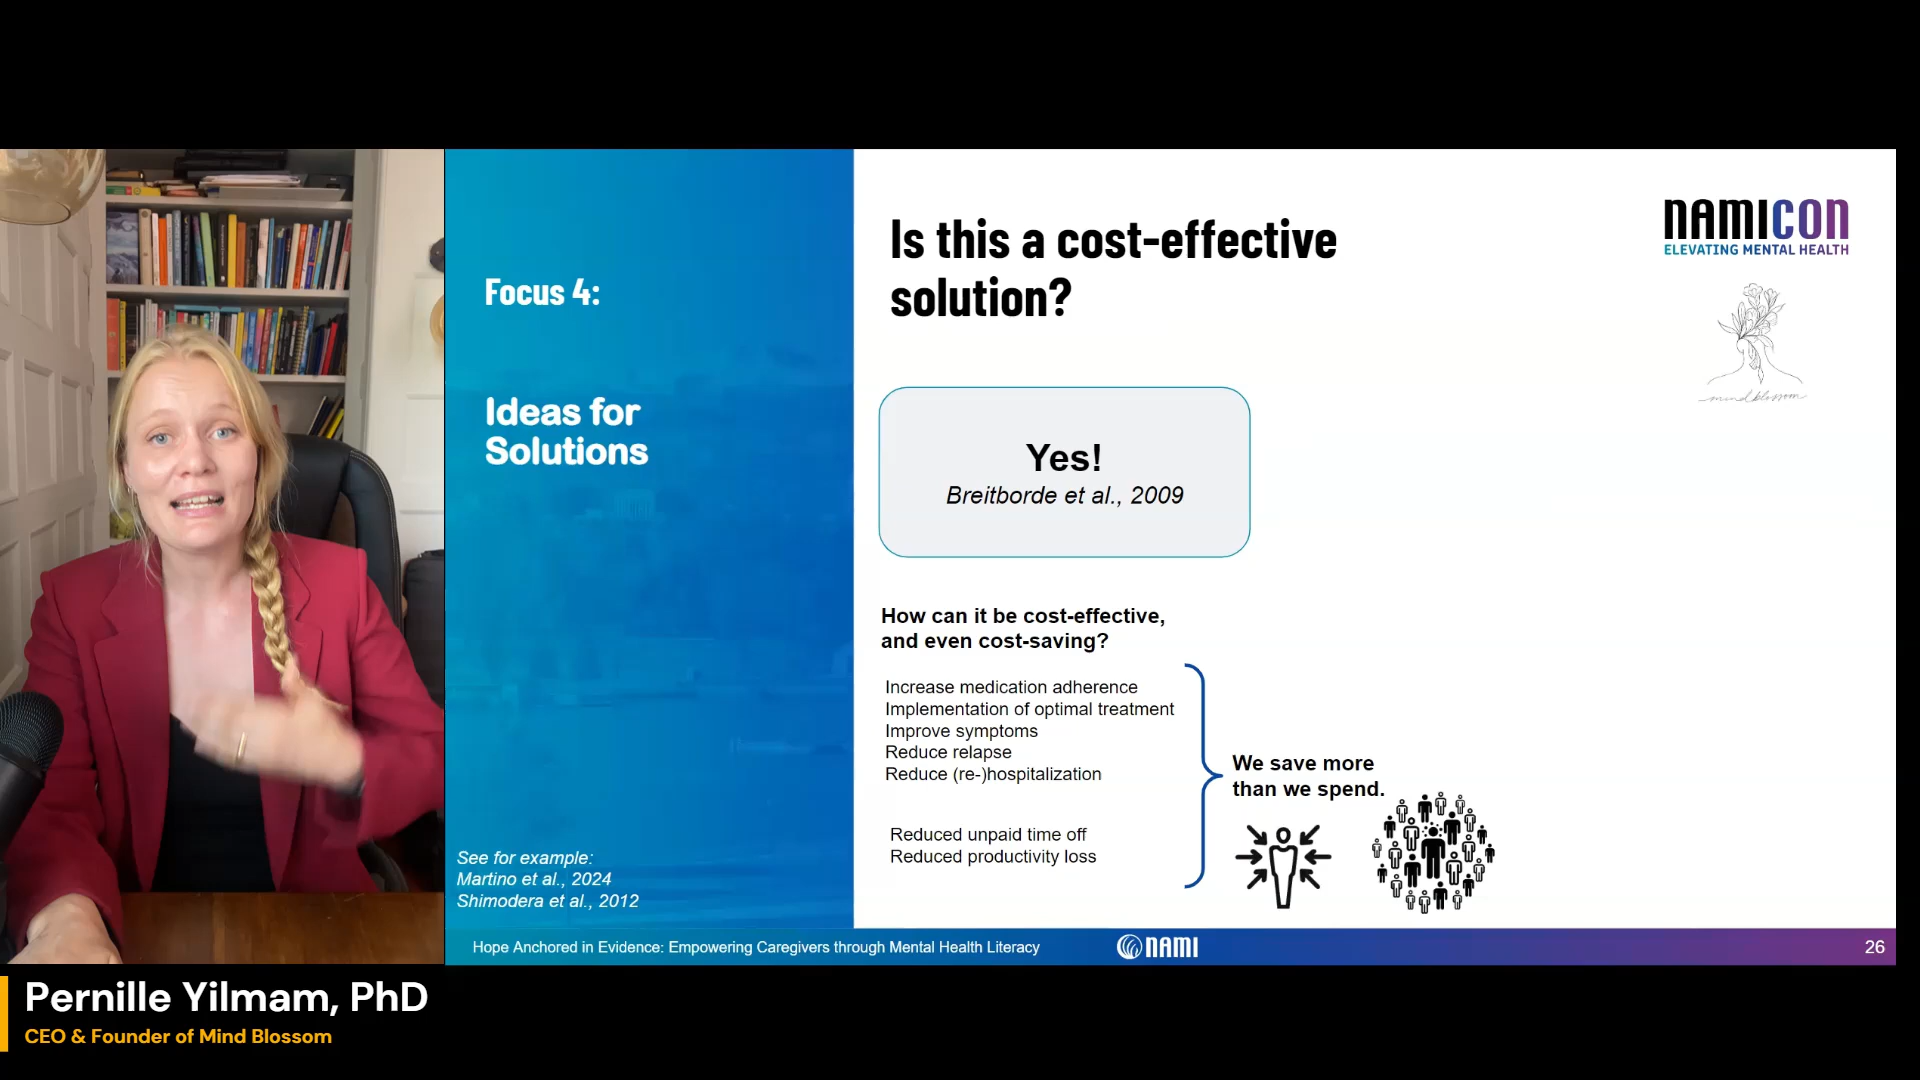 Focus 4:
Ideas for
Solutions
See for example:
Martino et al., 2024
Shimodera et al., 2012
Is this a cost-effective
solution?
NAMICON
ELEVATING MENTAL HEALTH
mindblossom
Yes!
Breitborde et al., 2009
How can it be cost-effective,
and even cost-saving?
Increase medication adherence
Implementation of optimal treatment
Improve symptoms
Reduce relapse
Reduce (re-)hospitalization
Reduced unpaid time off
Reduced productivity loss
We save more
than we spend.
Hope Anchored in Evidence: Empowering Caregivers through Mental Health Literacy
NAMI
26
Pernille Yilmam, PhD
CEO & Founder of Mind Blossom